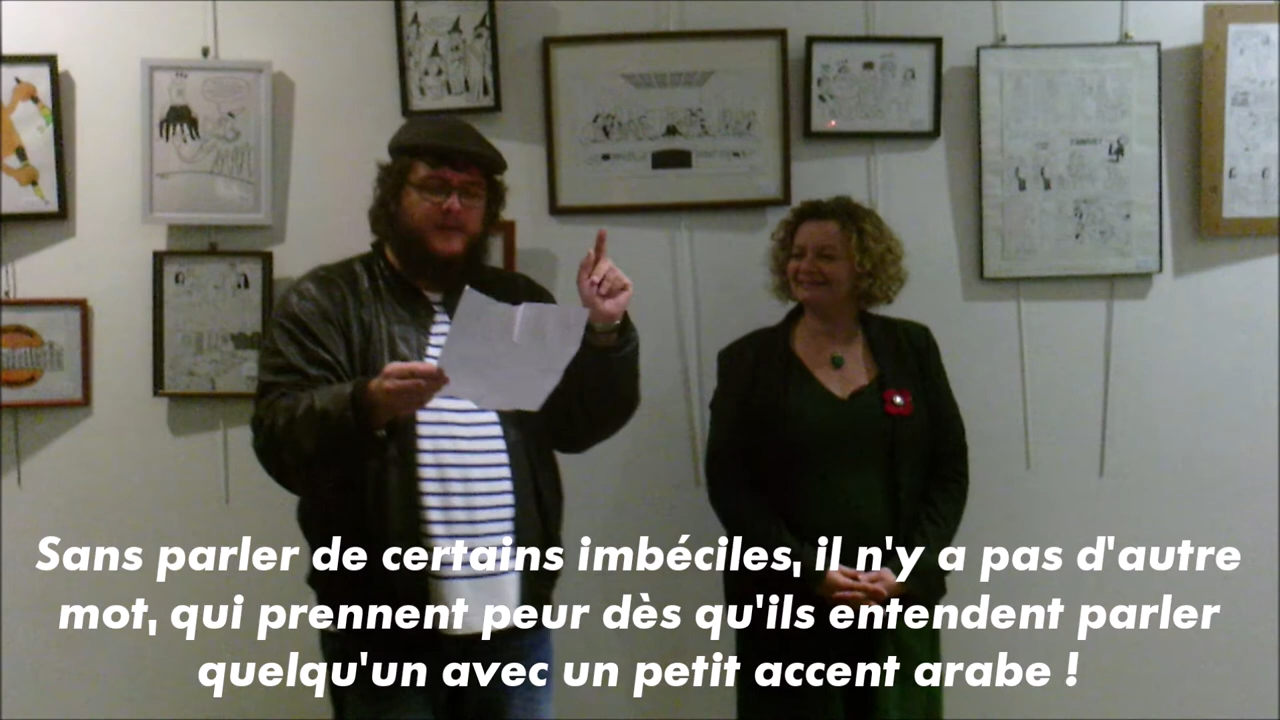 Sans parler de certains imbéciles, il n'y a pas d'autre
mot, qui prennent peur dès qu'ils entendent parler
quelqu'un avec un petit accent arabe !